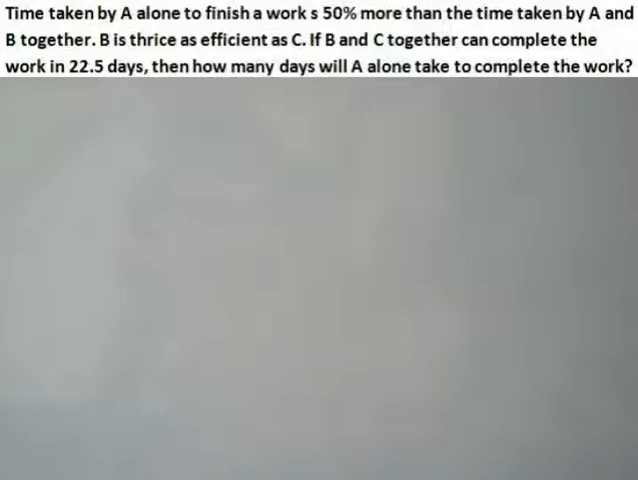 Time taken by A alone to finish a work s 50% more than the time taken by A and
B together. B is thrice as efficient as C. If B and C together can complete the
work in 22.5 days, then how many days will A alone take to complete the work?